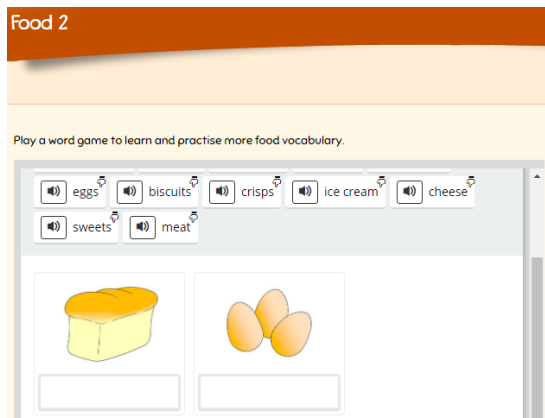 Food 2
Play a word game to learn and practise more food vocabulary.
eggs biscuits crisps ice cream cheese
sweets meat